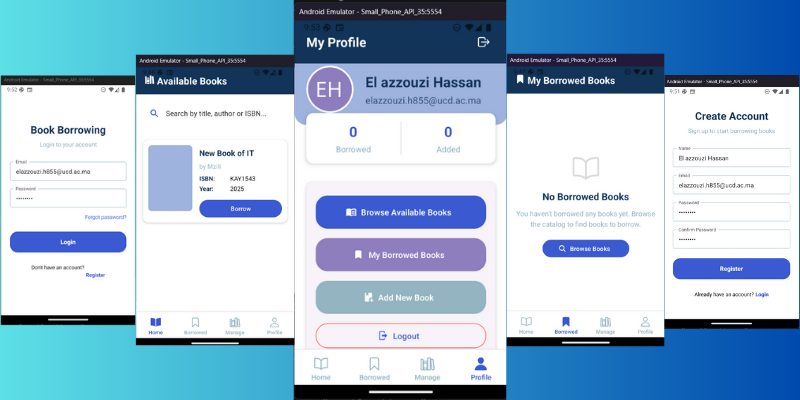 Android Emulator - Small_Phone_API_35:5554
9:52
Book Borrowing
Login to your account
Email
elazzouzi.h855@ucd.ac.ma
Password
••••••••
Forgot password?
Login
Don't have an account?
Register
Android Emulator - Small_Phone_API_35:5554
Available Books
Search by title, author or ISBN...
New Book of IT
ISBN: KAY1543
Year: 2025
Borrow
Home Borrowed Manage Profile
Android Emulator - Small_Phone_API_35:5554
9:53
My Profile
EH
El azzouzi Hassan
elazzouzi.h855@ucd.ac.ma
0 0
Borrowed Added
Browse Available Books
My Borrowed Books
Add New Book
Logout
Home Borrowed Manage Profile
Android Emulator - Small_Phone_API_35:5554
My Borrowed Books
No Borrowed Books
You haven't borrowed any books yet. Browse
the catalog to find books to borrow.
Browse Books
Home Borrowed Manage Profile
Android Emulator - Small_Phone_API_35:5554
9:51
Create Account
Sign up to start borrowing books
Name
El azzouzi Hassan
Email
elazzouzi.h855@ucd.ac.ma
Password
••••••••
Confirm Password
••••••••
Register
Already have an account? Login